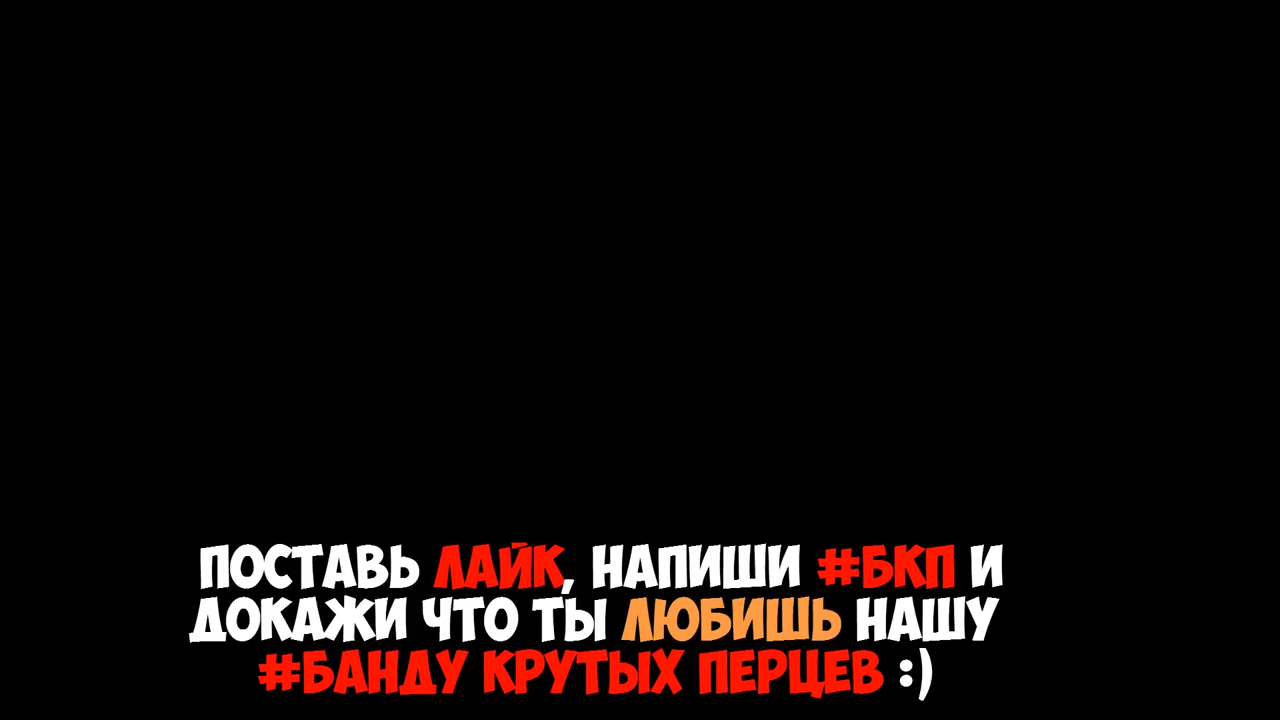 ПОСТАВЬ ЛАЙК, НАПИШИ #БКП И
ДОКАЖИ ЧТО ТЫ ЛЮБИШЬ НАШУ
#БАНДУ КРУТЫХ ПЕРЦЕВ :)